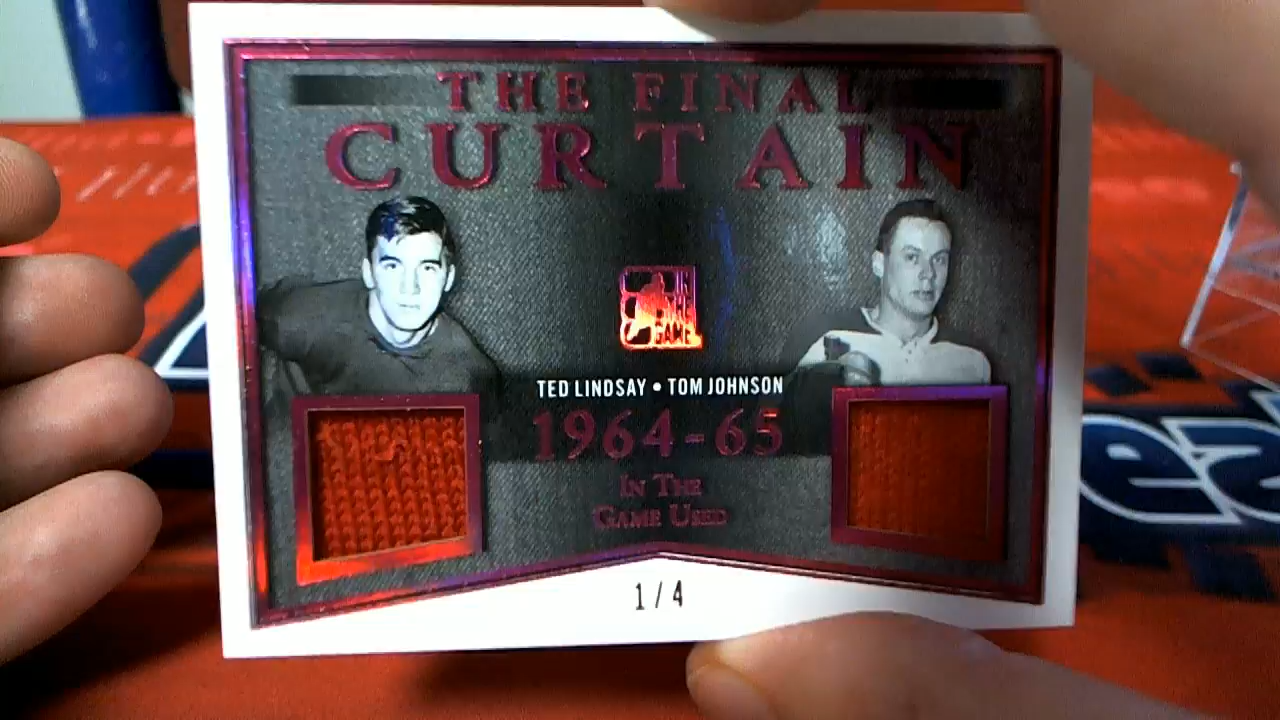 THE FINAL
CURTAIN
IN
THE
GAME
TED LINDSAY • TOM JOHNSON
1964-65
IN THE
GAME USED
1/4